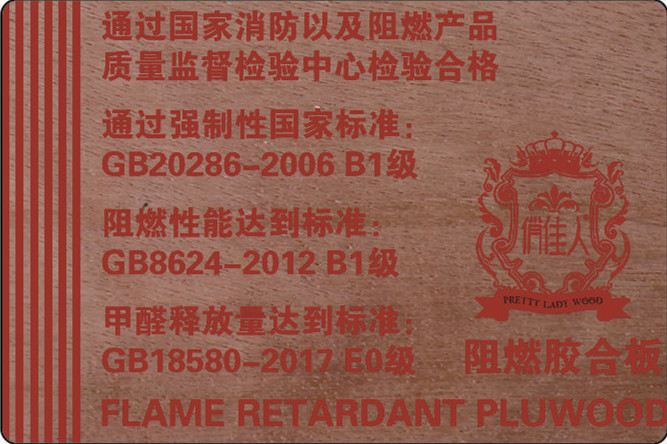 通过国家消防以及阻燃产品
质量监督检验中心检验合格
通过强制性国家标准：
GB20286-2006 B1级
阻燃性能达到标准：
GB8624-2012 B1级
甲醛释放量达到标准：
GB18580-2017 E0级
俏佳人
PRETTY LADY WOOD
阻燃胶合板
FLAME RETARDANT PLUWOOD